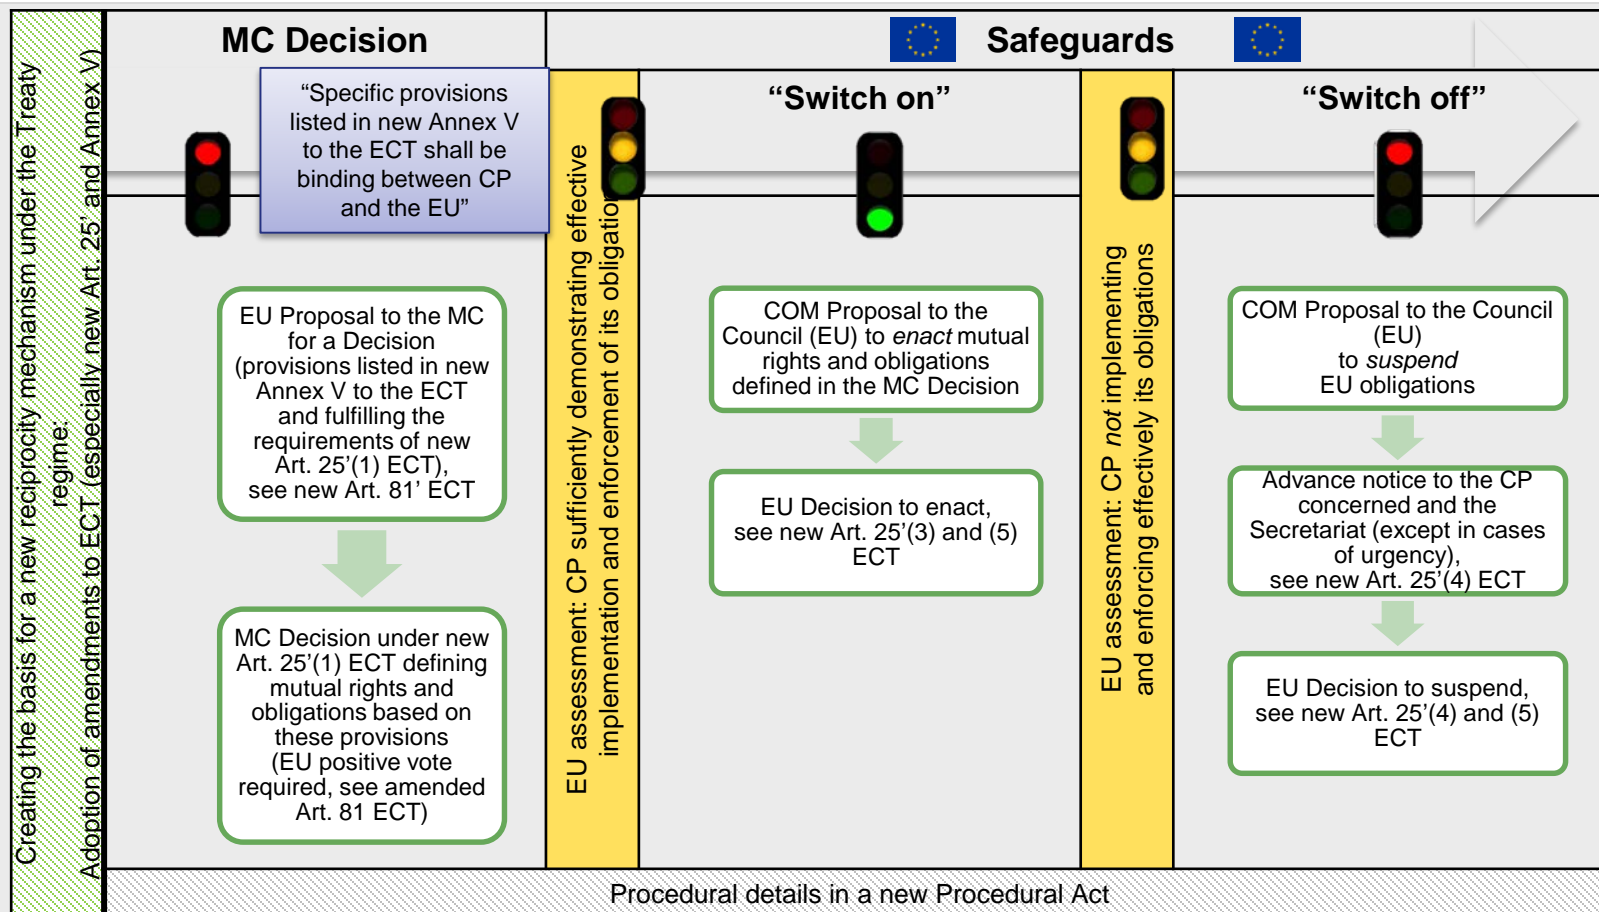 Creating the basis for a new reciprocity mechanism under the Treaty
regime:
Adoption of amendments to ECT (especially new Art. 25’ and Annex V)
MC Decision
“Specific provisions
listed in new Annex V
to the ECT shall be
binding between CP
and the EU”
EU Proposal to the MC
for a Decision
(provisions listed in new
Annex V to the ECT
and fulfilling the
requirements of new
Art. 25’(1) ECT),
see new Art. 81’ ECT
MC Decision under new
Art. 25’(1) ECT defining
mutual rights and
obligations based on
these provisions
(EU positive vote
required, see amended
Art. 81 ECT)
Safeguards
EU assessment: CP sufficiently demonstrating effective
implementation and enforcement of its obligation
“Switch on”
COM Proposal to the
Council (EU) to enact mutual
rights and obligations
defined in the MC Decision
EU Decision to enact,
see new Art. 25’(3) and (5)
ECT
EU assessment: CP not implementing
and enforcing effectively its obligations
“Switch off”
COM Proposal to the Council
(EU)
to suspend
EU obligations
Advance notice to the CP
concerned and the
Secretariat (except in cases
of urgency),
see new Art. 25’(4) ECT
EU Decision to suspend,
see new Art. 25’(4) and (5)
ECT
Procedural details in a new Procedural Act